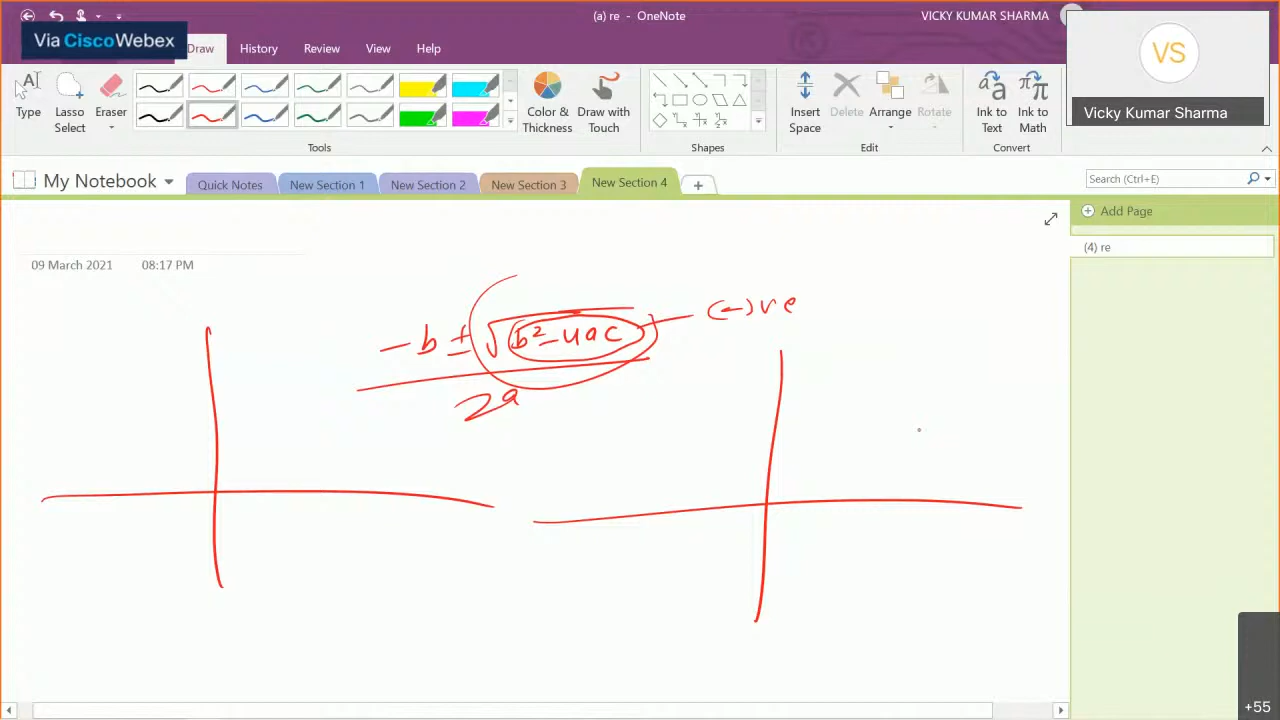 (a) re - OneNote
VICKY KUMAR SHARMA
VS
Vicky Kumar Sharma
Via CiscoWebex
Draw
History
Review
View
Help
Type
Lasso Select
Eraser
Color & Thickness
Draw with Touch
Insert Space
Delete
Arrange
Rotate
Ink to Text
Ink to Math
Tools
Shapes
Edit
Convert
My Notebook
Quick Notes
New Section 1
New Section 2
New Section 3
New Section 4
Search (Ctrl+E)
Add Page
(4) re
09 March 2021 08:17 PM
-b ± √b²-4ac (-)ve
2a
+55